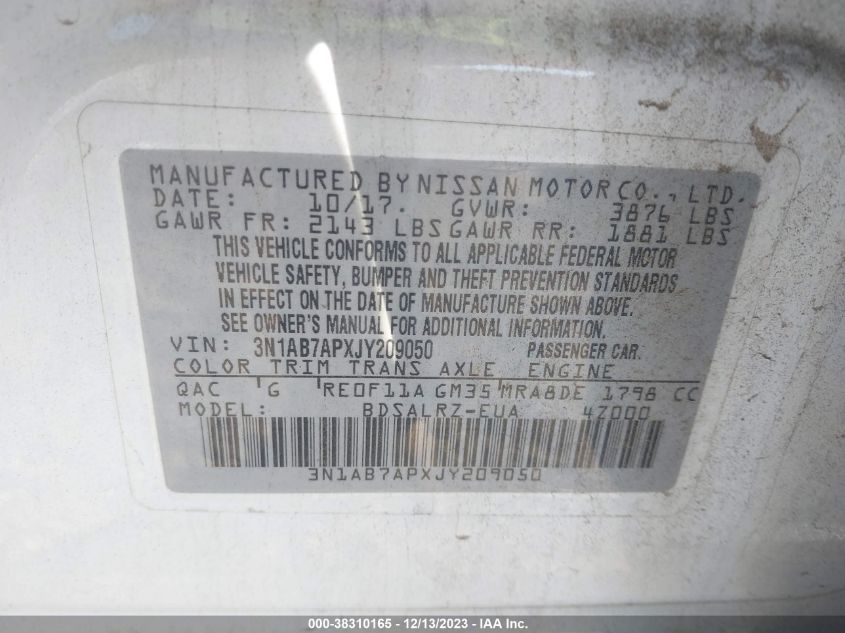 MANUFACTURED BY NISSAN MOTOR CO., LTD.
DATE: 10/17. GVWR: 3876 LBS
GAWR FR: 2143 LBS GAWR RR: 1881 LBS
THIS VEHICLE CONFORMS TO ALL APPLICABLE FEDERAL MOTOR
VEHICLE SAFETY, BUMPER AND THEFT PREVENTION STANDARDS
IN EFFECT ON THE DATE OF MANUFACTURE SHOWN ABOVE.
SEE OWNER'S MANUAL FOR ADDITIONAL INFORMATION.
VIN: 3N1AB7APXJY209050 PASSENGER CAR.
COLOR TRIM TRANS AXLE ENGINE
QAC G RE0F11A GM35 MRA8DE 1798 CC
MODEL: BDSALRZ-EUA 4Z000
3N1AB7APXJY209050
000-38310165 - 12/13/2023 - IAA Inc.